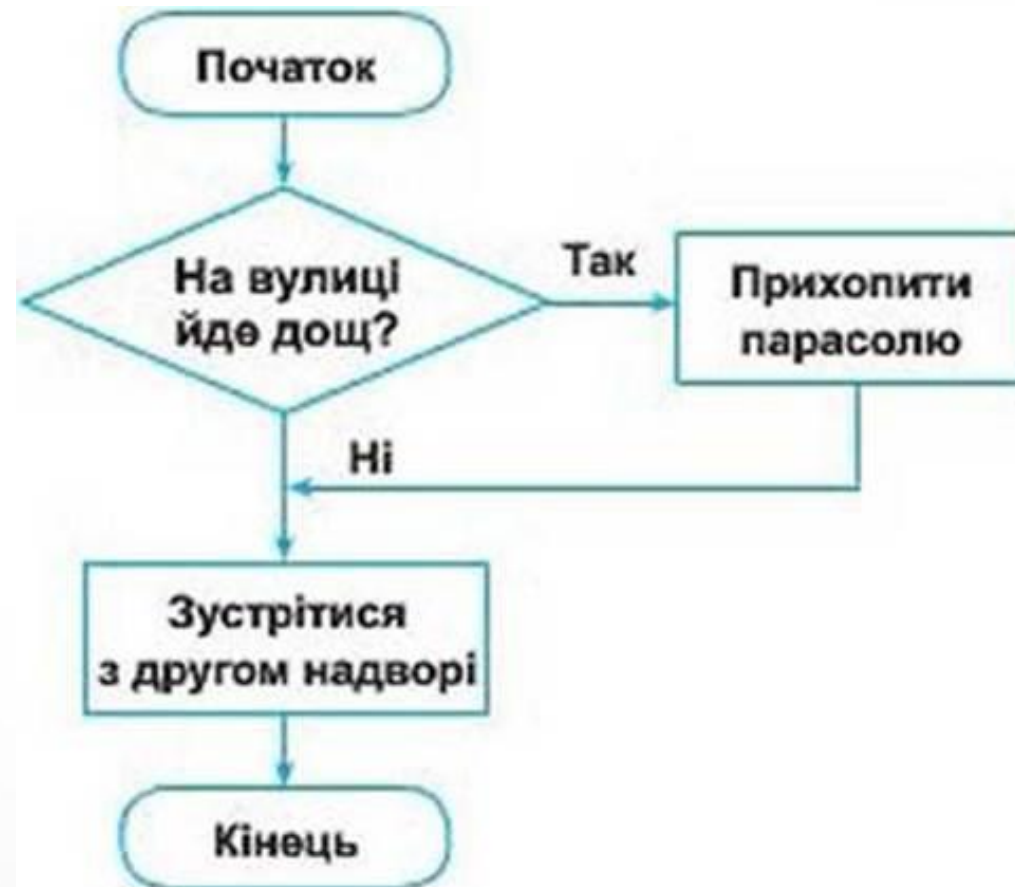 Початок
На вулиці
йде дощ?
Так
Прихопити
парасолю
Ні
Зустрітися
з другом надворі
Кінець